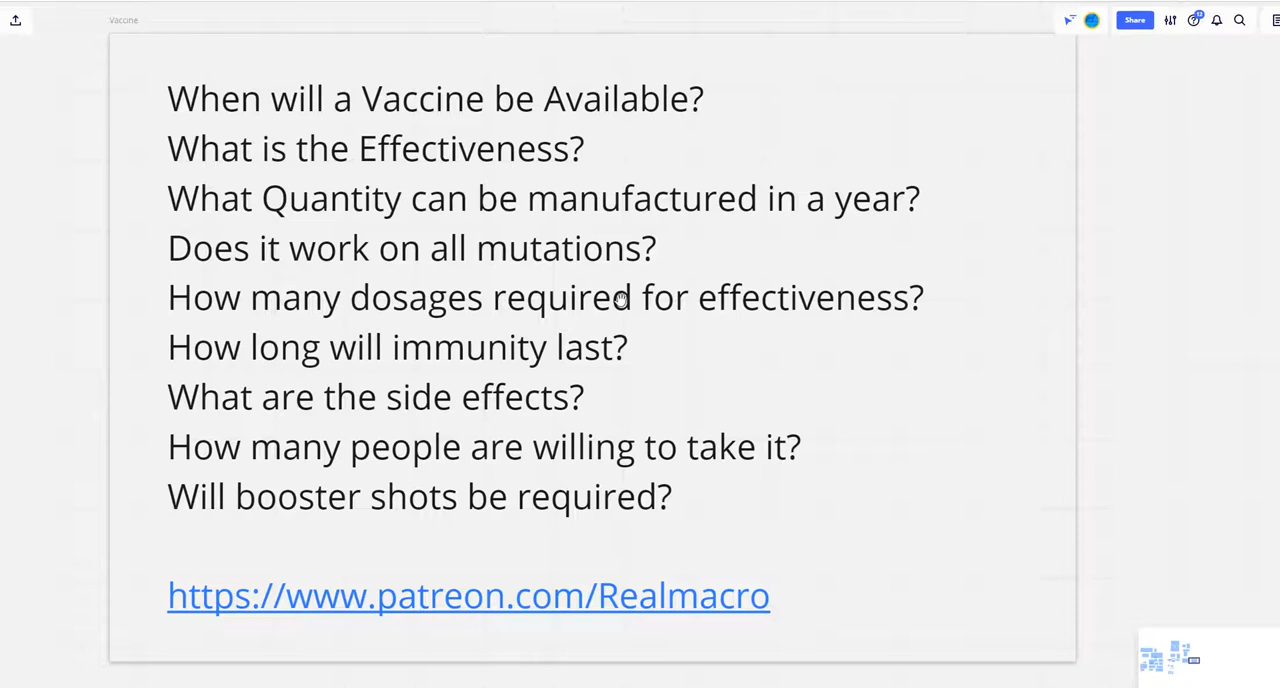 Vaccine
Share
12
When will a Vaccine be Available?
What is the Effectiveness?
What Quantity can be manufactured in a year?
Does it work on all mutations?
How many dosages required for effectiveness?
How long will immunity last?
What are the side effects?
How many people are willing to take it?
Will booster shots be required?
https://www.patreon.com/Realmacro